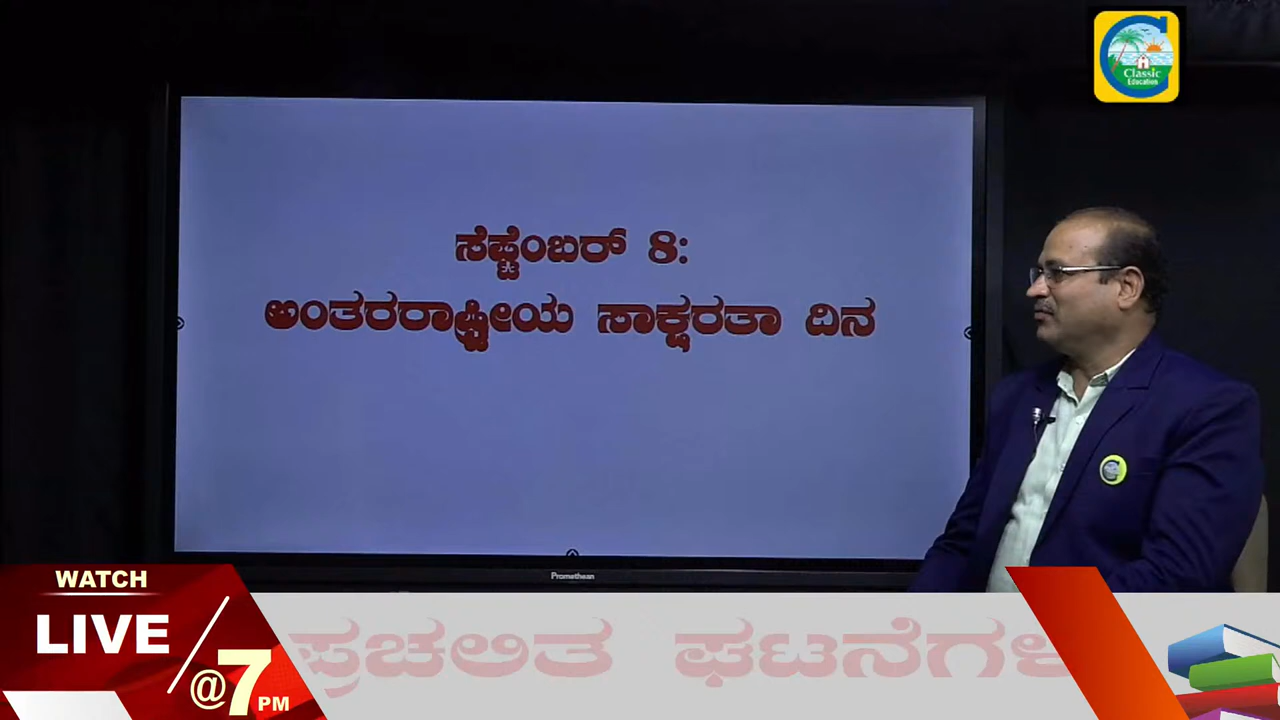 Classic
Education
ಸೆಪ್ಟೆಂಬರ್ 8:
ಅಂತರರಾಷ್ಟ್ರೀಯ ಸಾಕ್ಷರತಾ ದಿನ
Promethean
WATCH
LIVE
@7PM
ಪ್ರಚಲಿತ ಘಟನೆಗಳ